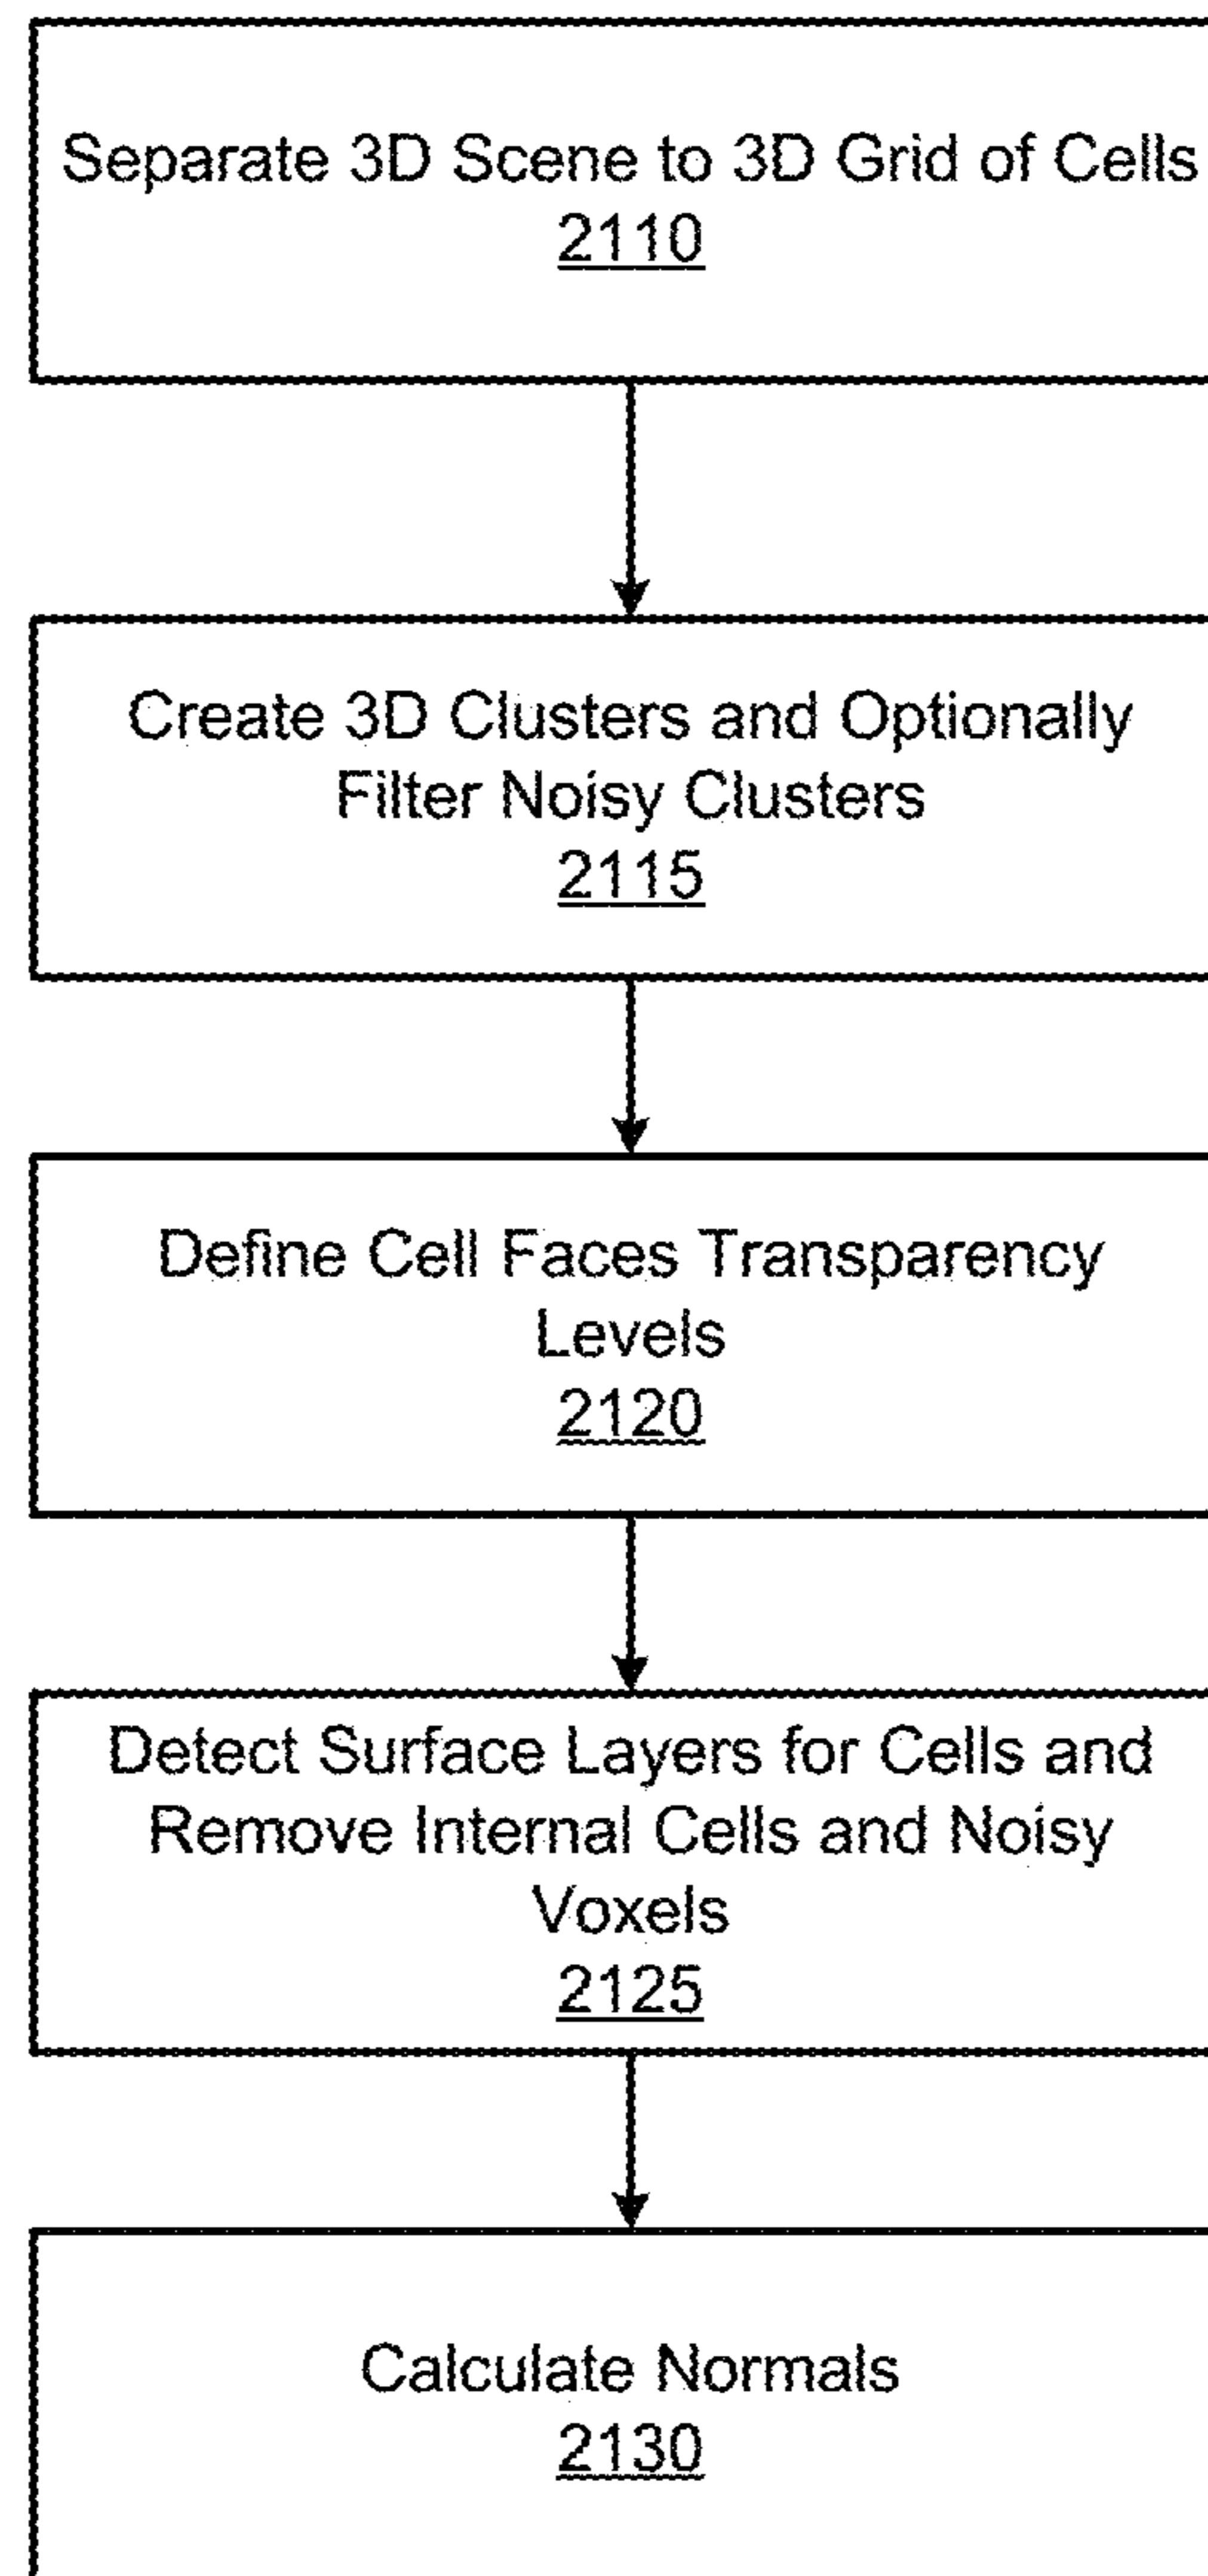 Separate 3D Scene to 3D Grid of Cells
2110
Create 3D Clusters and Optionally
Filter Noisy Clusters
2115
Define Cell Faces Transparency
Levels
2120
Detect Surface Layers for Cells and
Remove Internal Cells and Noisy
Voxels
2125
Calculate Normals
2130